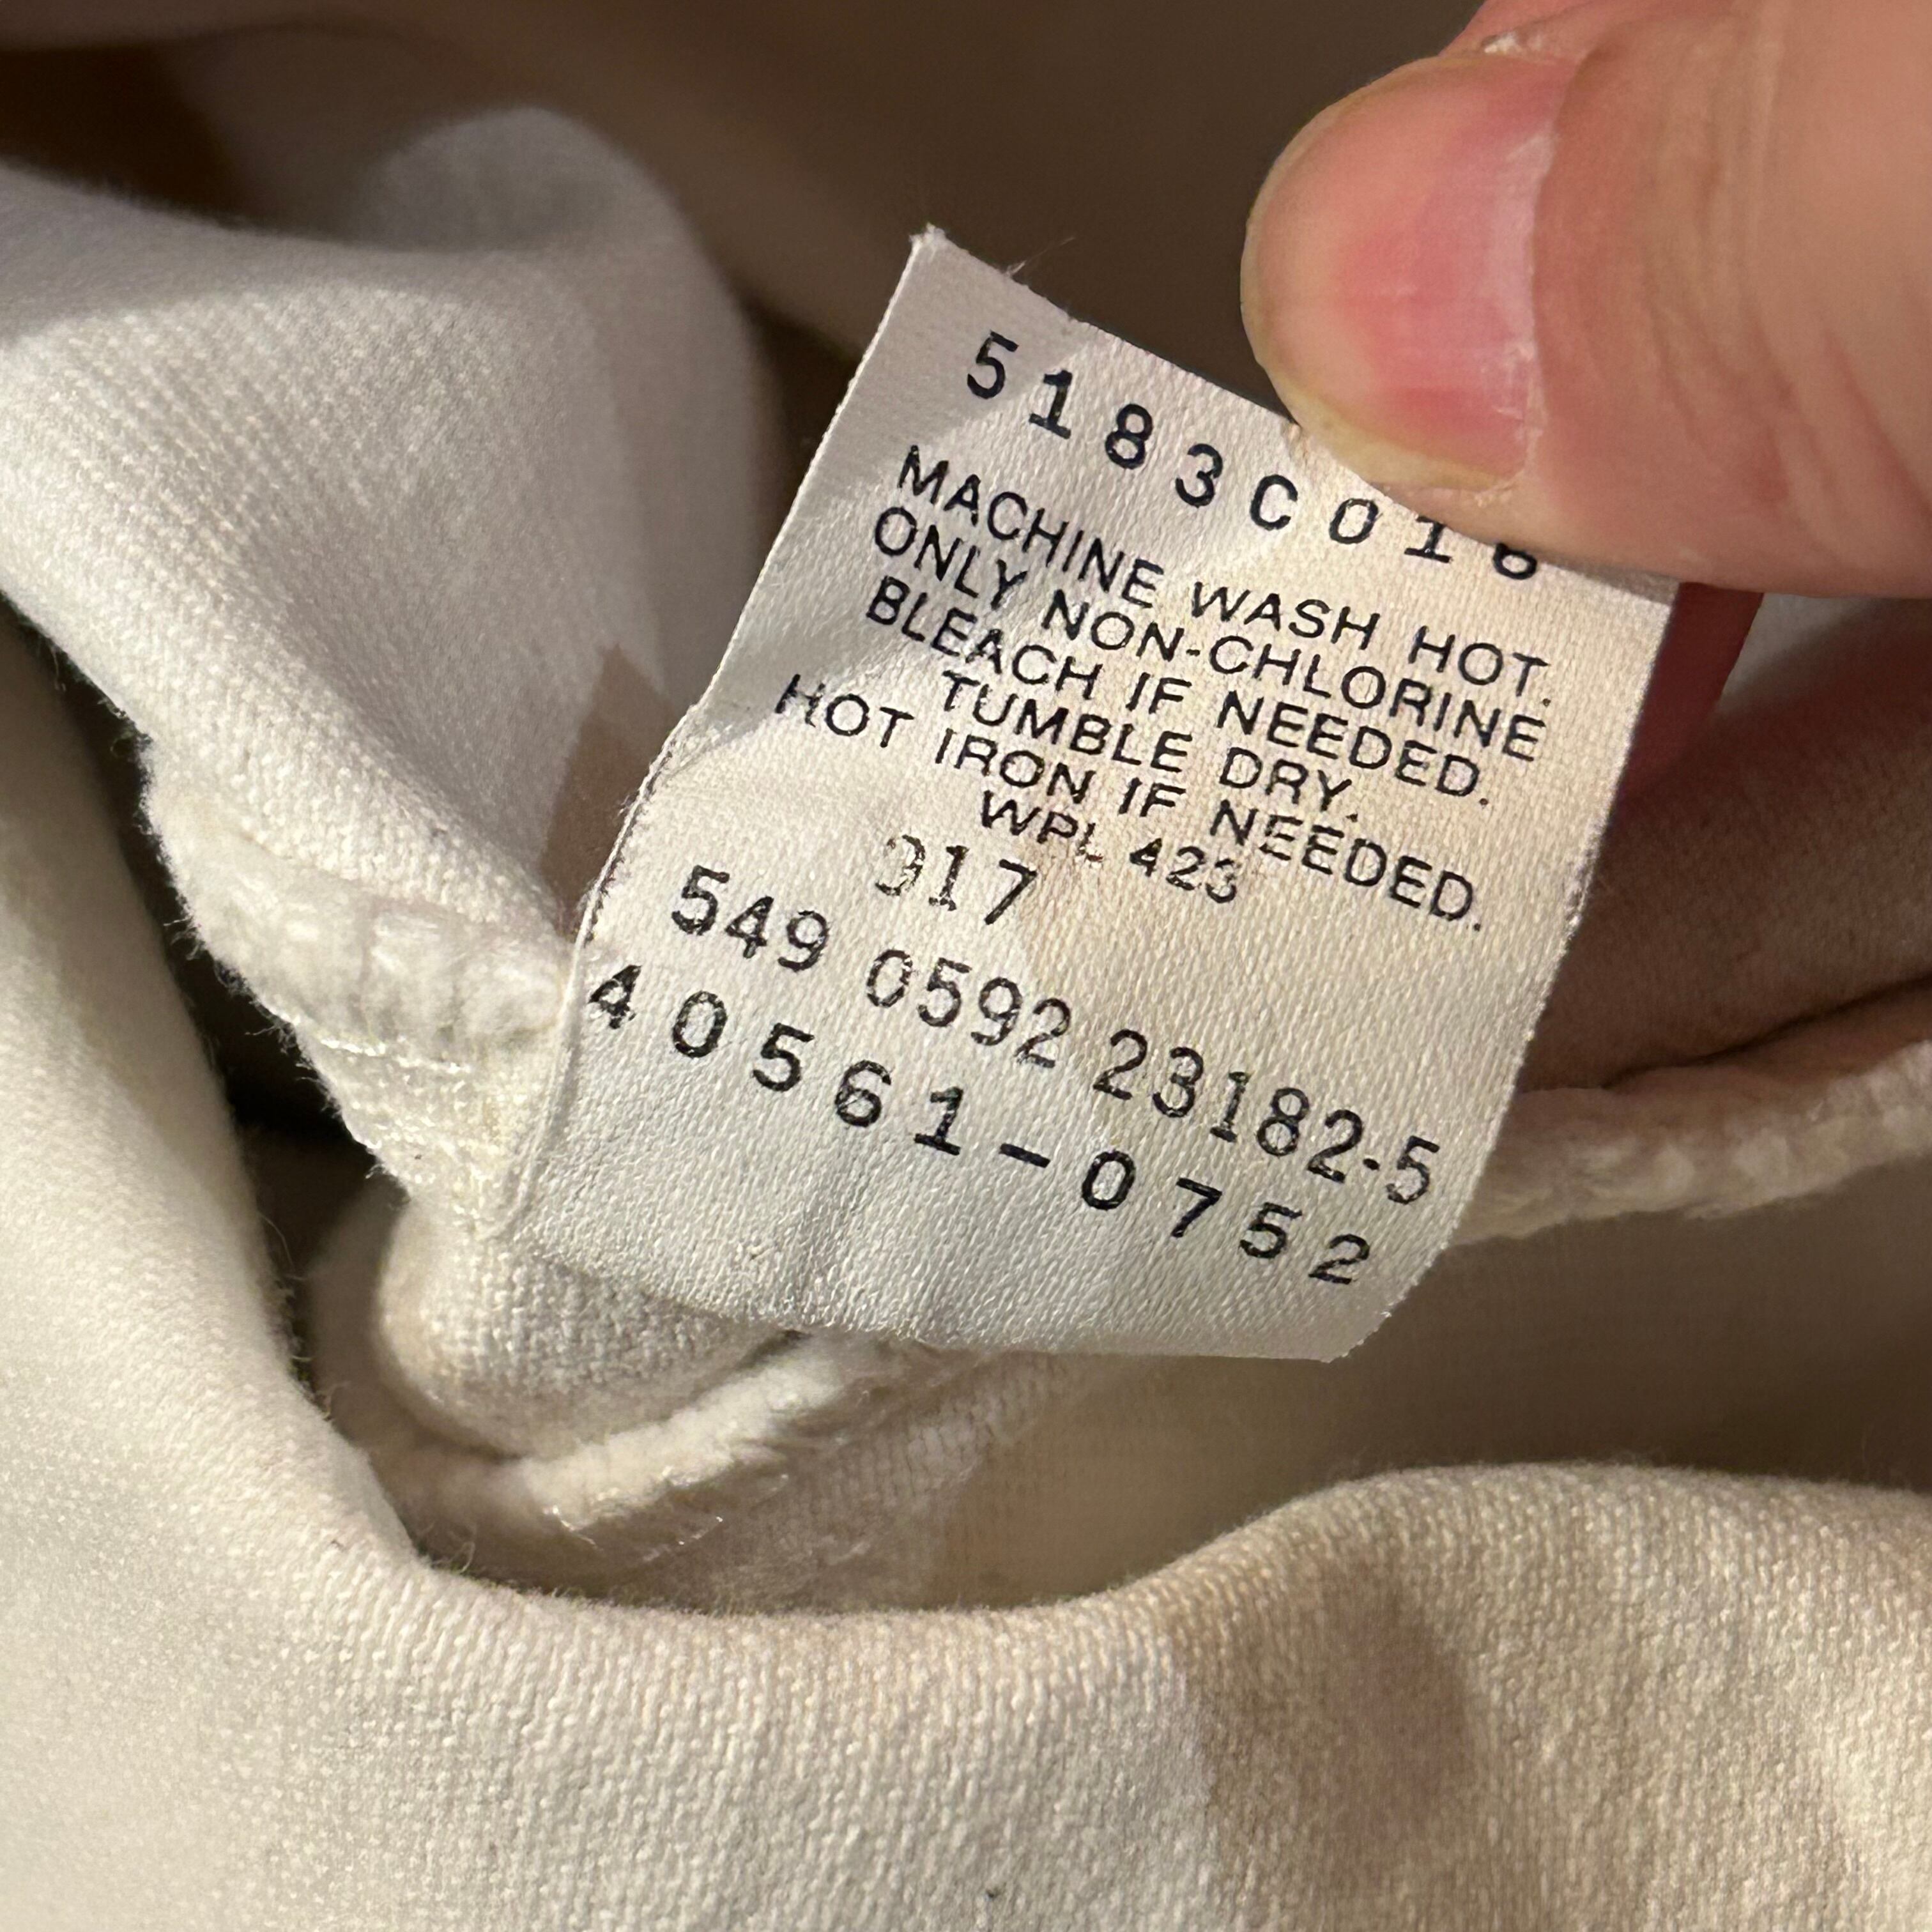 5183C016
MACHINE WASH HOT.
ONLY NON-CHLORINE
BLEACH IF NEEDED.
TUMBLE DRY.
HOT IRON IF NEEDED.
WPL 423
917
549 0592 23182-5
40561-0752